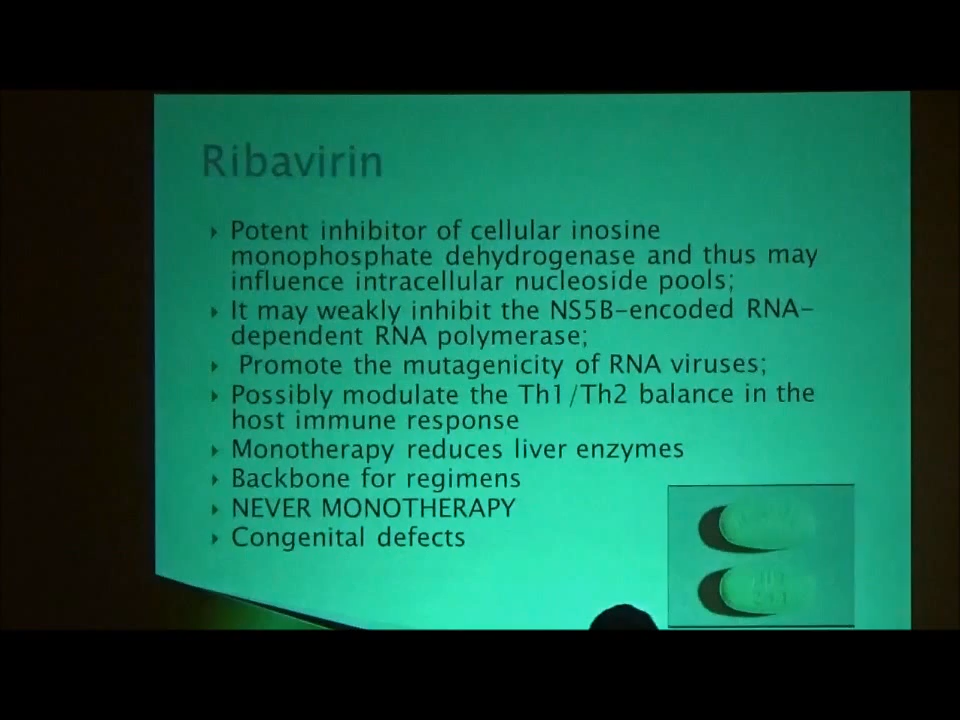 Ribavirin
Potent inhibitor of cellular inosine
monophosphate dehydrogenase and thus may
influence intracellular nucleoside pools;
It may weakly inhibit the NS5B-encoded RNA-
dependent RNA polymerase;
Promote the mutagenicity of RNA viruses;
Possibly modulate the Th1/Th2 balance in the
host immune response
Monotherapy reduces liver enzymes
Backbone for regimens
NEVER MONOTHERAPY
Congenital defects